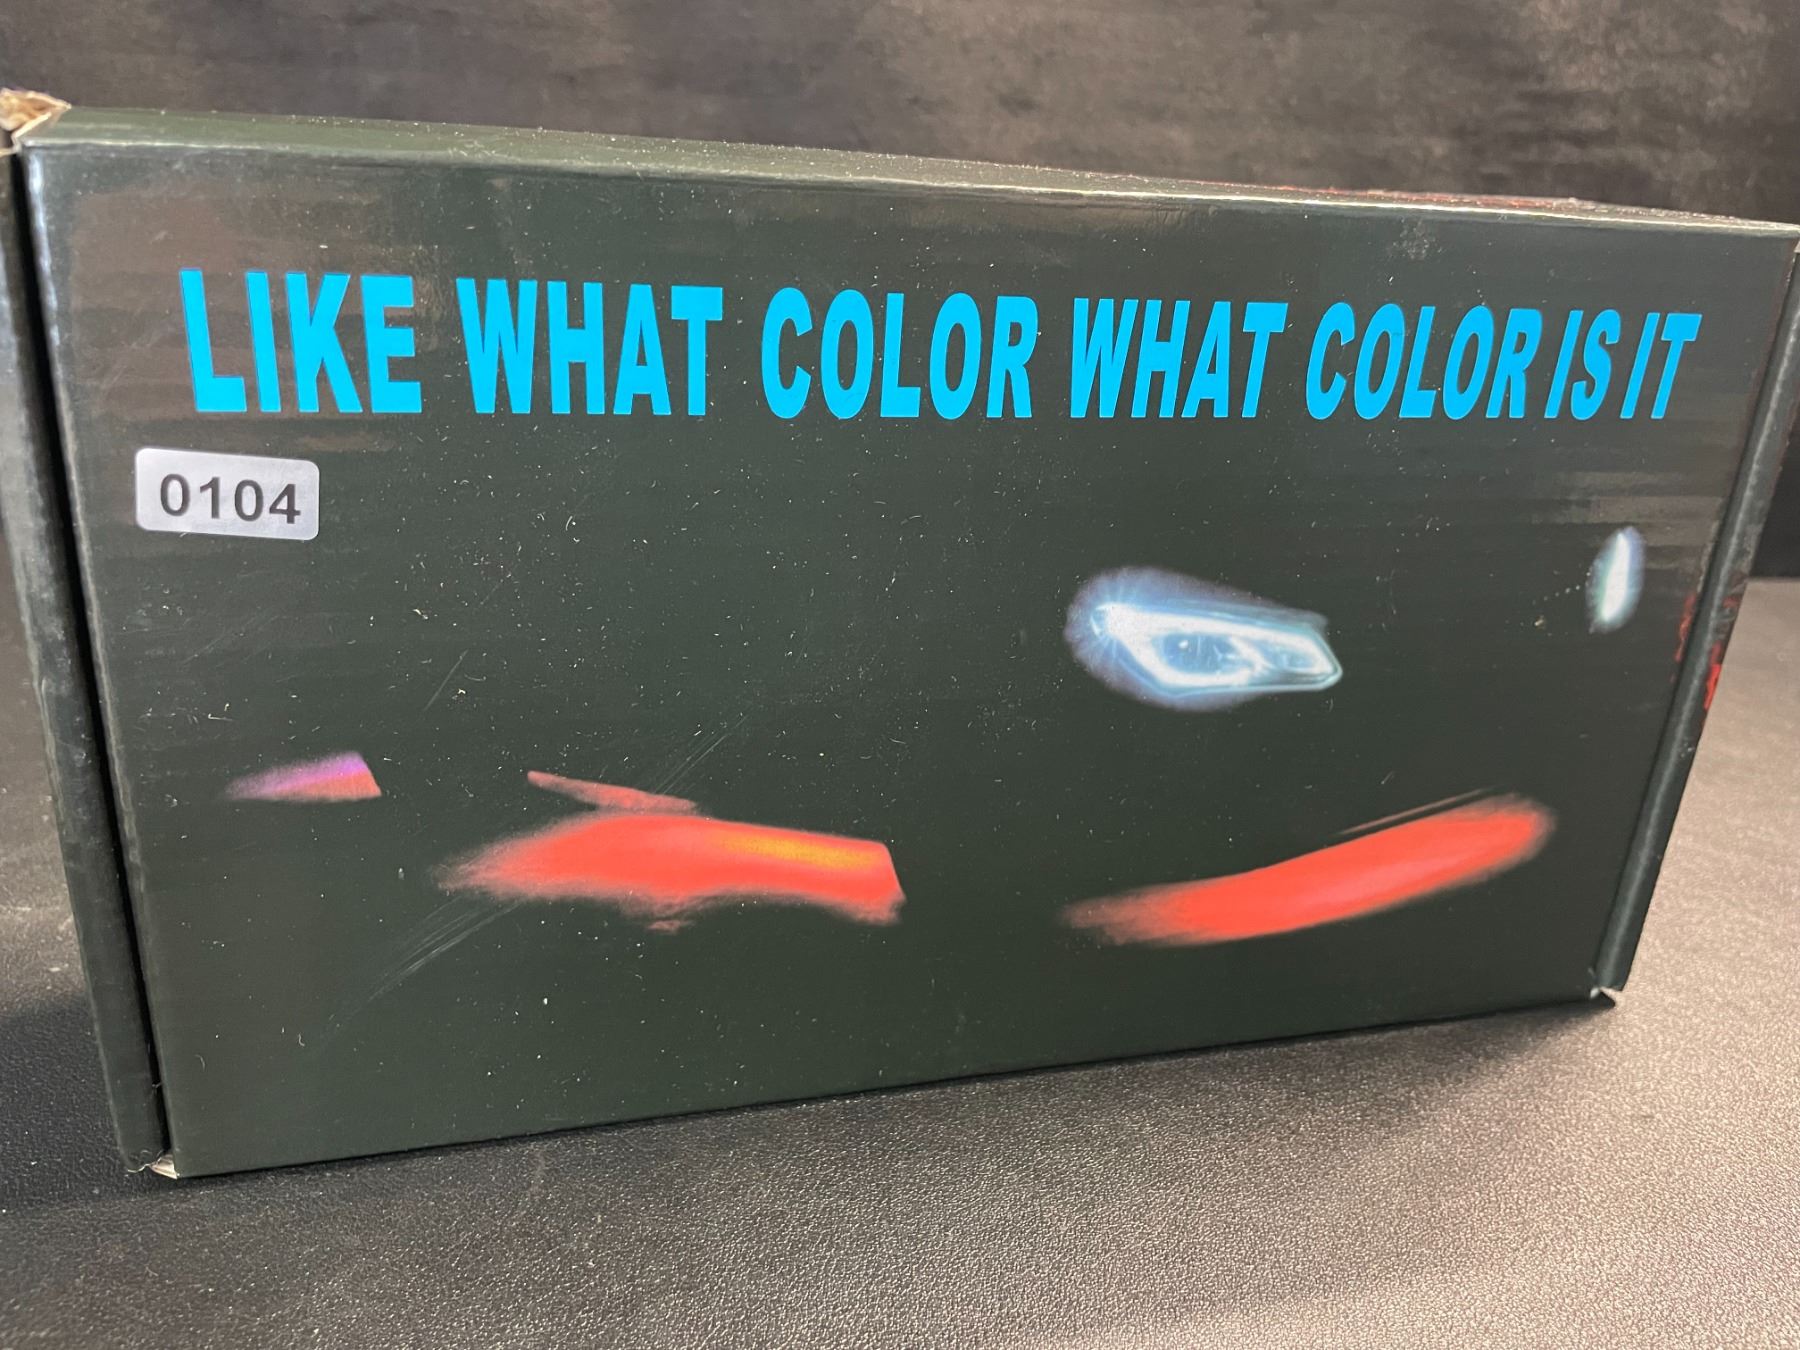 LIKE WHAT COLOR WHAT COLOR IS IT
0104